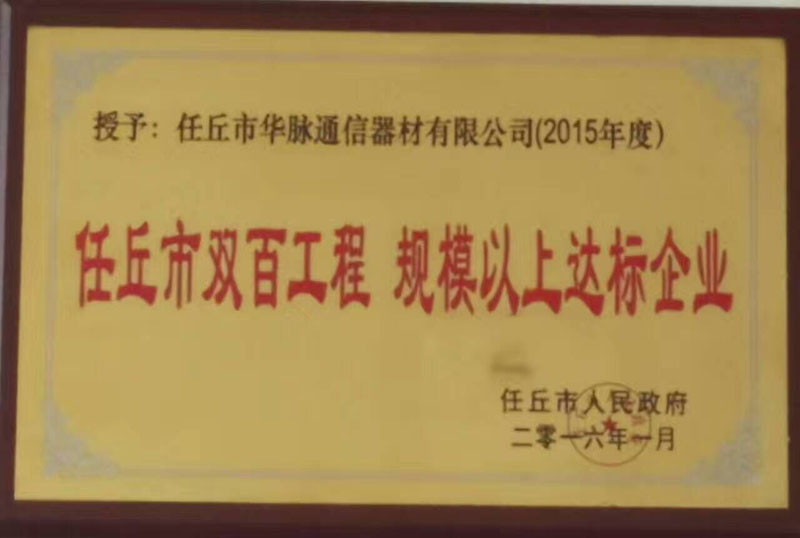 授予：任丘市华脉通信器材有限公司(2015年度)
任丘市双百工程 规模以上达标企业
任丘市人民政府
二零一六年一月